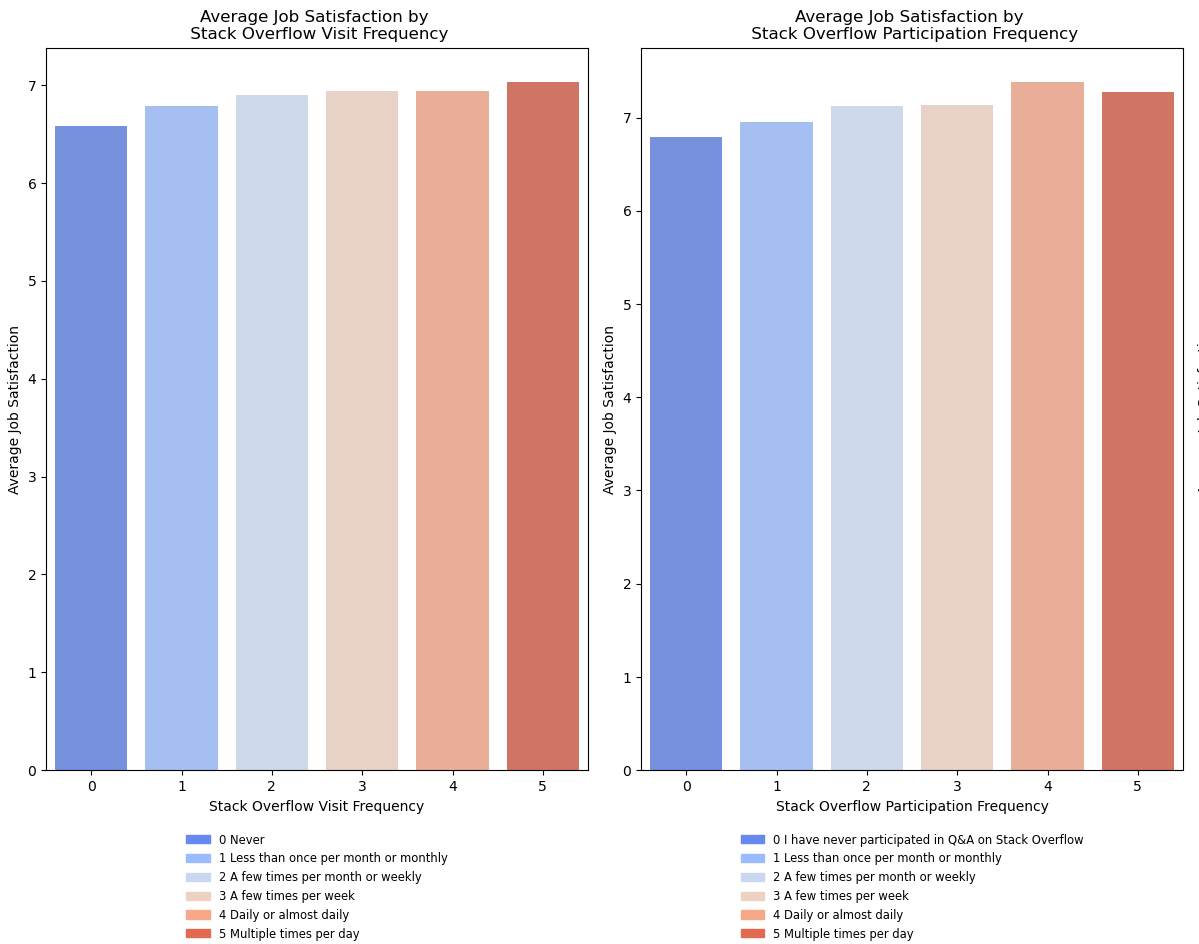 Average Job Satisfaction by
Stack Overflow Visit Frequency
Average Job Satisfaction
7
6
5
4
3
2
1
0
0 1 2 3 4 5
Stack Overflow Visit Frequency
0 Never
1 Less than once per month or monthly
2 A few times per month or weekly
3 A few times per week
4 Daily or almost daily
5 Multiple times per day
Average Job Satisfaction by
Stack Overflow Participation Frequency
Average Job Satisfaction
7
6
5
4
3
2
1
0
0 1 2 3 4 5
Stack Overflow Participation Frequency
0 I have never participated in Q&A on Stack Overflow
1 Less than once per month or monthly
2 A few times per month or weekly
3 A few times per week
4 Daily or almost daily
5 Multiple times per day